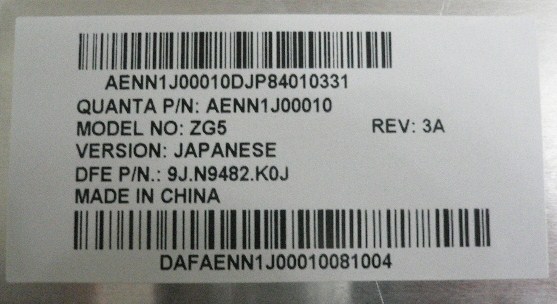 AENN1J00010DJP84010331
QUANTA P/N: AENN1J00010
MODEL NO: ZG5 REV: 3A
VERSION: JAPANESE
DFE P/N.: 9J.N9482.K0J
MADE IN CHINA
DAFAENN1J00010081004